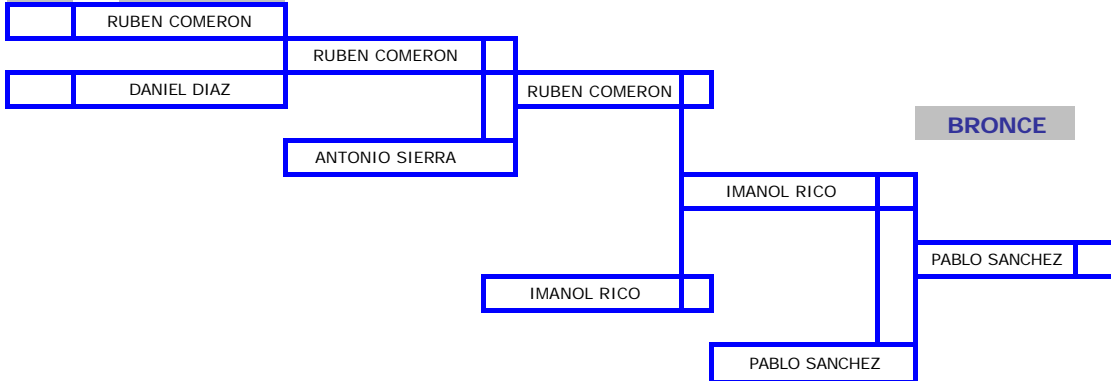 RUBEN COMERON
RUBEN COMERON
DANIEL DIAZ
RUBEN COMERON
BRONCE
ANTONIO SIERRA
IMANOL RICO
PABLO SANCHEZ
IMANOL RICO
PABLO SANCHEZ